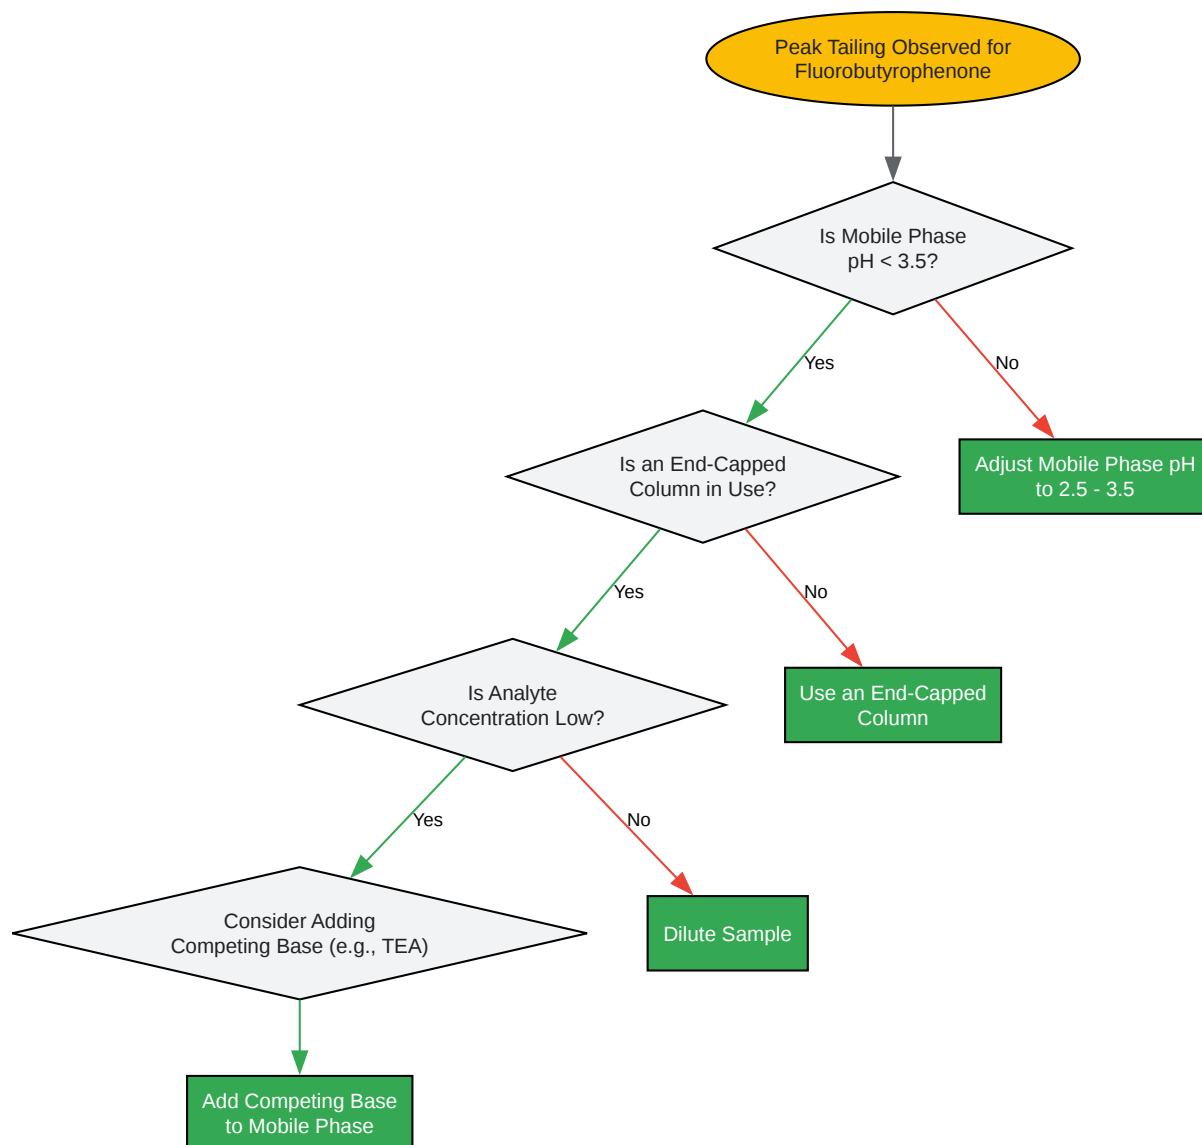 Peak Tailing Observed for
Fluorobutyrophenone
Is Mobile Phase
pH < 3.5?
Yes
No
Is an End-Capped
Column in Use?
Adjust Mobile Phase pH
to 2.5 - 3.5
Yes
No
Is Analyte
Concentration Low?
Use an End-Capped
Column
Yes
No
Consider Adding
Competing Base (e.g., TEA)
Dilute Sample
Add Competing Base
to Mobile Phase